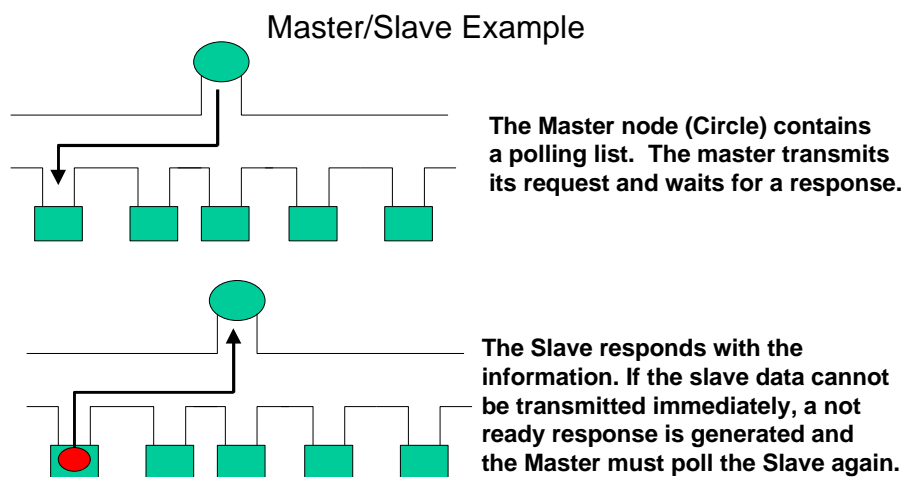 Master/Slave Example
The Master node (Circle) contains
a polling list.  The master transmits
its request and waits for a response.
The Slave responds with the
information. If the slave data cannot
be transmitted immediately, a not
ready response is generated and
the Master must poll the Slave again.